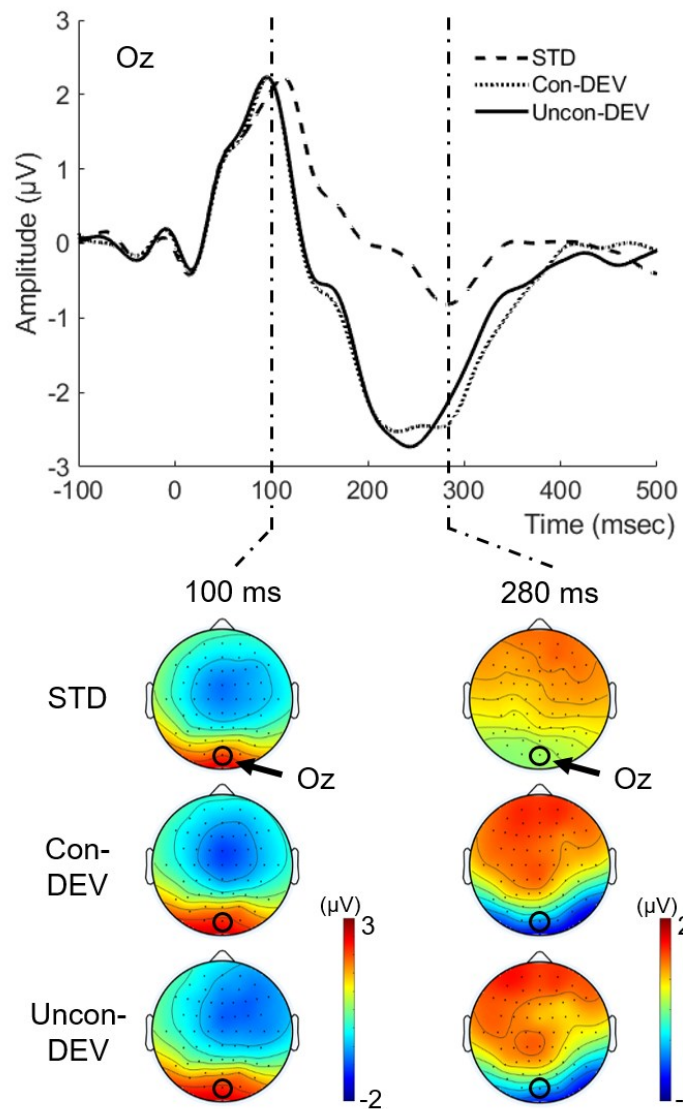 3
Oz
STD
Con-DEV
Uncon-DEV
2
1
0
-1
-2
-3
Amplitude (µV)
-100 0 100 200 300 400 500
Time (msec)
100 ms 280 ms
STD
Oz Oz
Con-
DEV
(µV) (µV)
3 2
Uncon-
DEV
-2